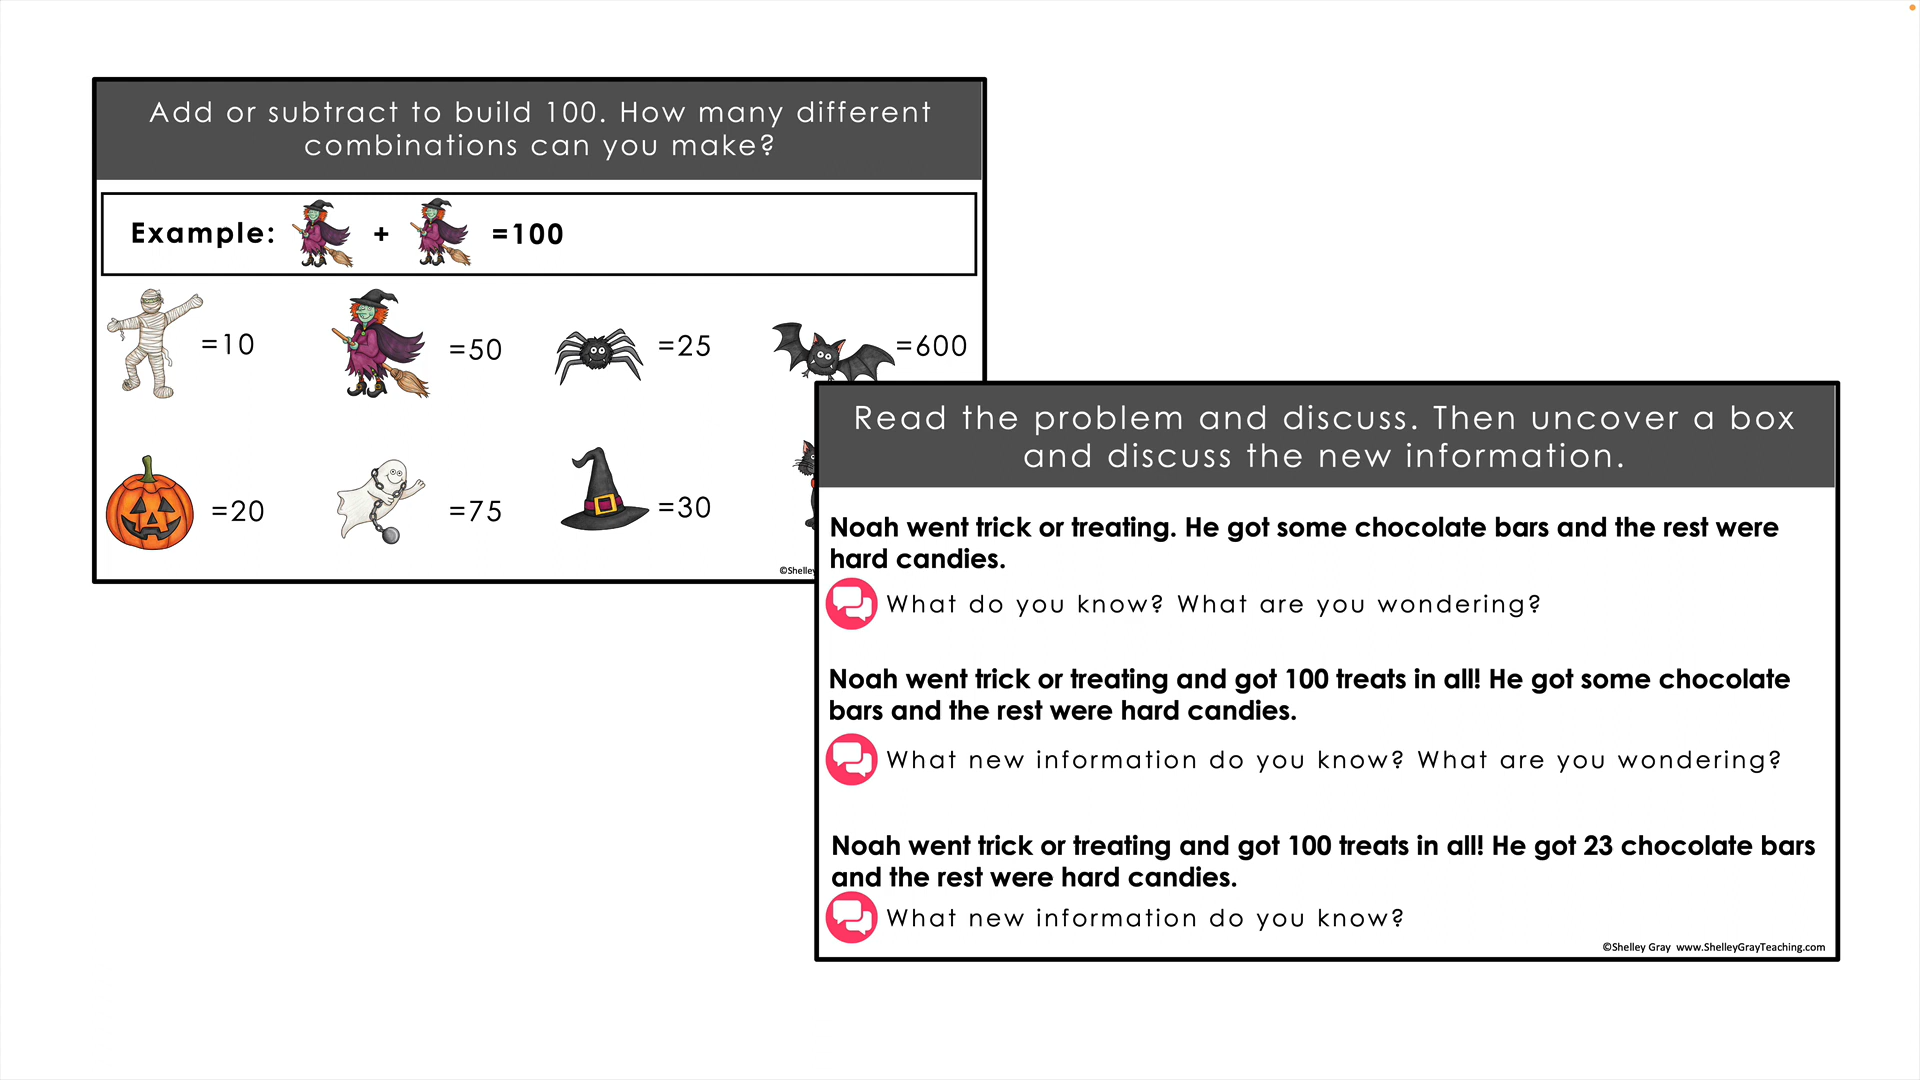 Add or subtract to build 100. How many different
combinations can you make?
Example: + =100
=10
=50
=25
=600
=20
=75
=30
Read the problem and discuss. Then uncover a box
and discuss the new information.
Noah went trick or treating. He got some chocolate bars and the rest were
hard candies.
What do you know? What are you wondering?
Noah went trick or treating and got 100 treats in all! He got some chocolate
bars and the rest were hard candies.
What new information do you know? What are you wondering?
Noah went trick or treating and got 100 treats in all! He got 23 chocolate bars
and the rest were hard candies.
What new information do you know?
©Shelley Gray www.ShelleyGrayTeaching.com